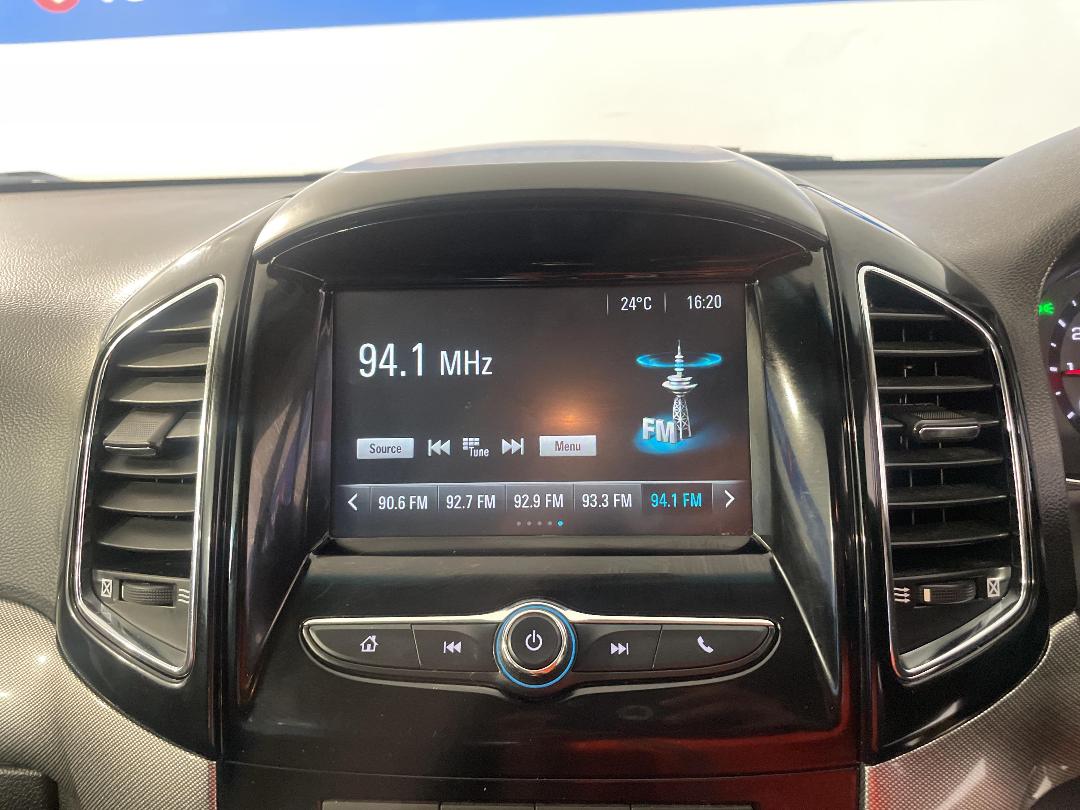 24°C 16:20
94.1 MHz
FM
Source Tune Menu
90.6 FM 92.7 FM 92.9 FM 93.3 FM 94.1 FM